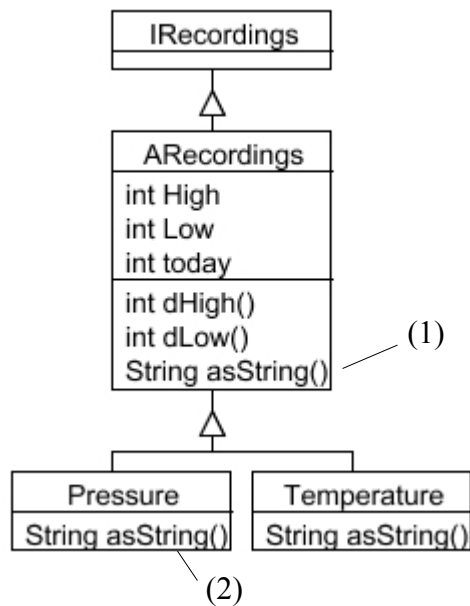 IRecordings
ARecordings
int High
int Low
int today
int dHigh()
int dLow()
String asString()
(1)
Pressure
String asString()
Temperature
String asString()
(2)